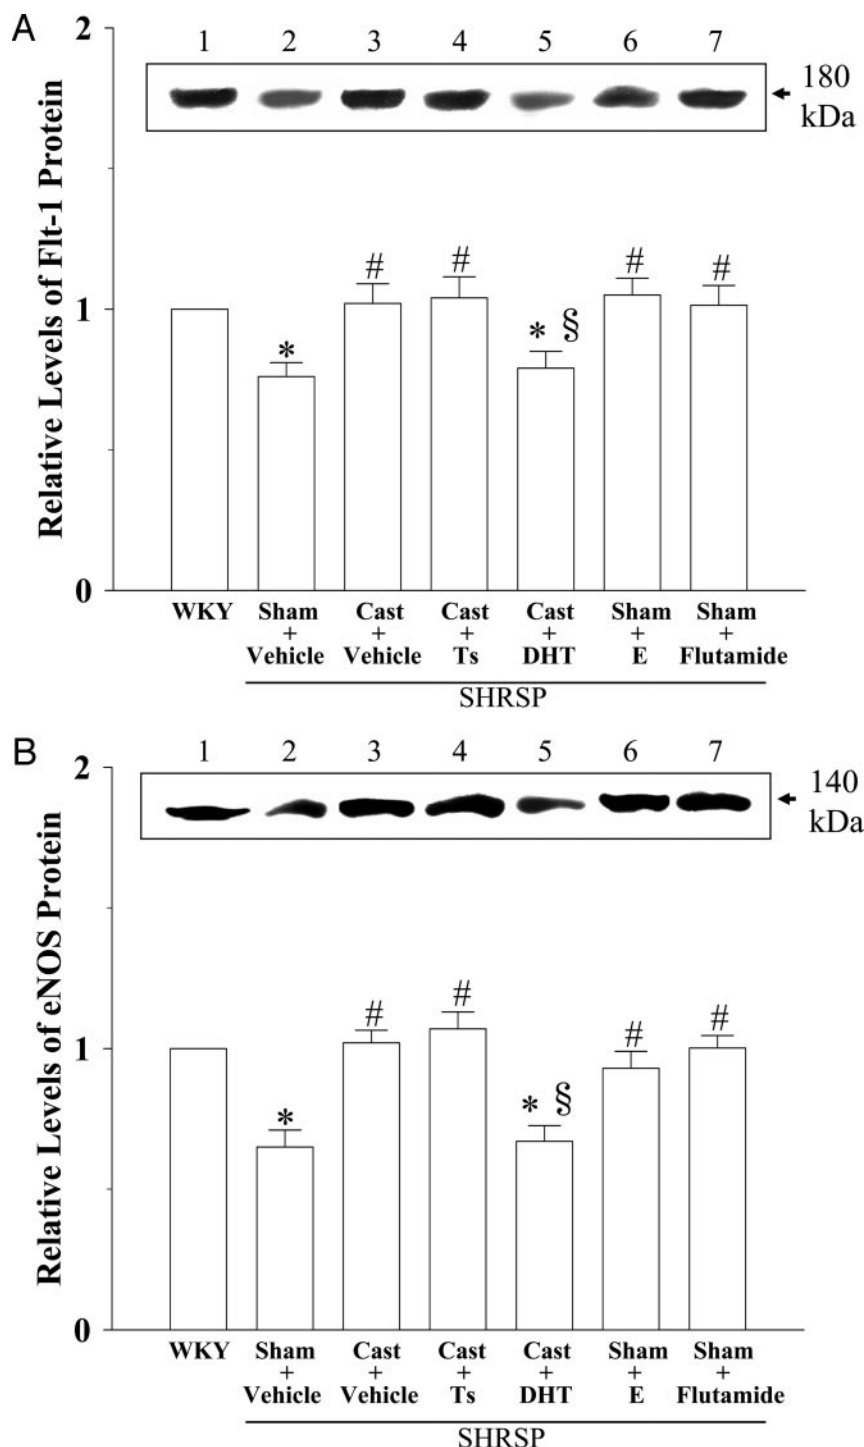 A
2
1 2 3 4 5 6 7
180
kDa
Relative Levels of Flt-1 Protein
# # # #
1
* * §
0
WKY Sham Cast Cast Cast Sham Sham
+ + + + + +
Vehicle Vehicle Ts DHT E Flutamide
SHRSP
B
2
1 2 3 4 5 6 7
140
kDa
Relative Levels of eNOS Protein
# # # #
1
* * §
0
WKY Sham Cast Cast Cast Sham Sham
+ + + + + +
Vehicle Vehicle Ts DHT E Flutamide
SHRSP